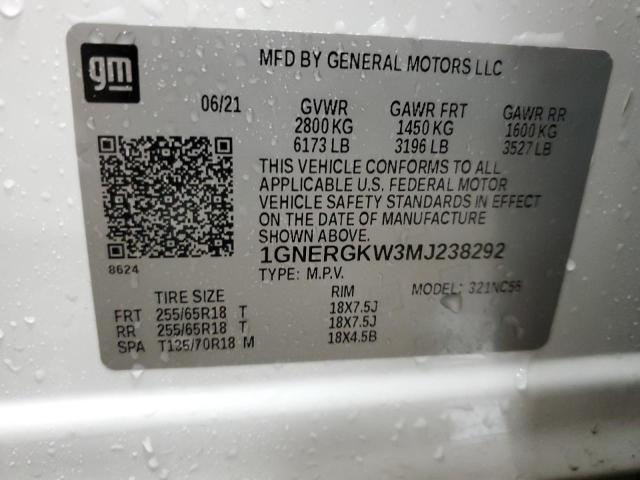 gm
MFD BY GENERAL MOTORS LLC
06/21 GVWR GAWR FRT GAWR RR
2800 KG 1450 KG 1600 KG
6173 LB 3196 LB 3527 LB
THIS VEHICLE CONFORMS TO ALL
APPLICABLE U.S. FEDERAL MOTOR
VEHICLE SAFETY STANDARDS IN EFFECT
ON THE DATE OF MANUFACTURE
SHOWN ABOVE.
1GNERGKW3MJ238292
8624
TYPE: M.P.V.
TIRE SIZE RIM MODEL: 321NC56
FRT 255/65R18 T 18X7.5J
RR 255/65R18 T 18X7.5J
SPA T135/70R18 M 18X4.5B